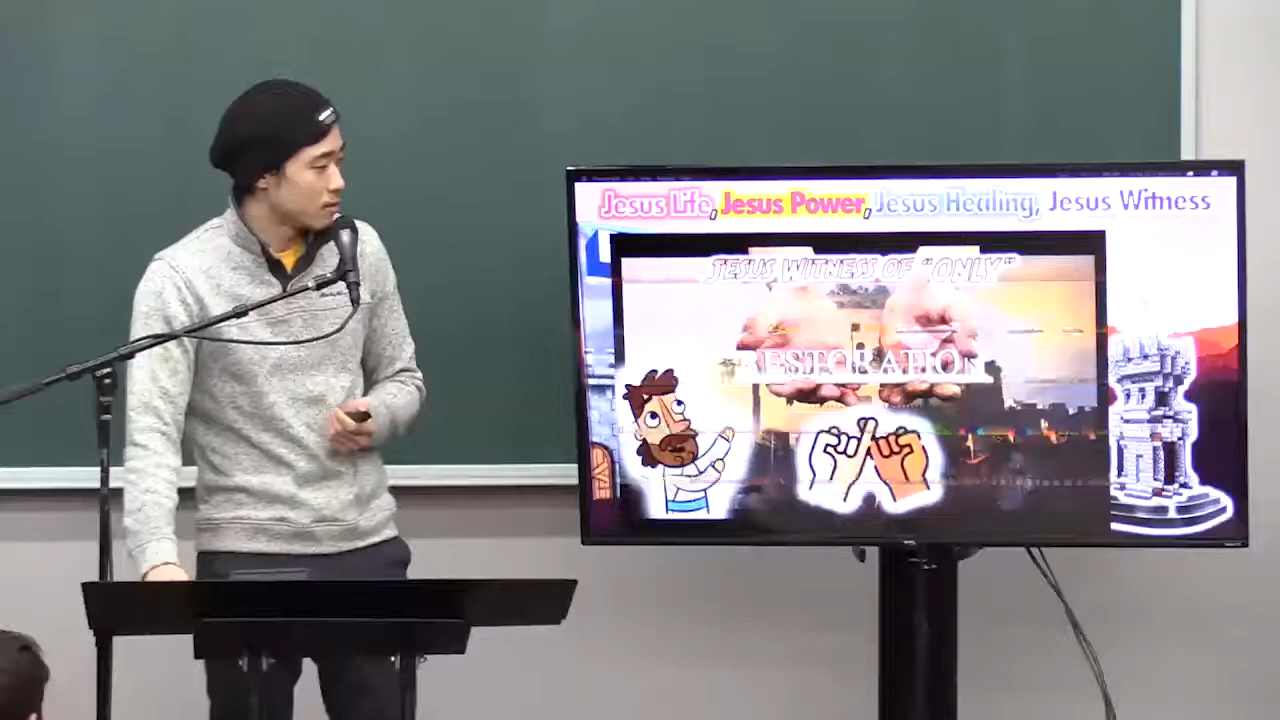 Jesus Life, Jesus Power, Jesus Healing, Jesus Witness
JESUS WITNESS OF "ONLY"
RESTORATION